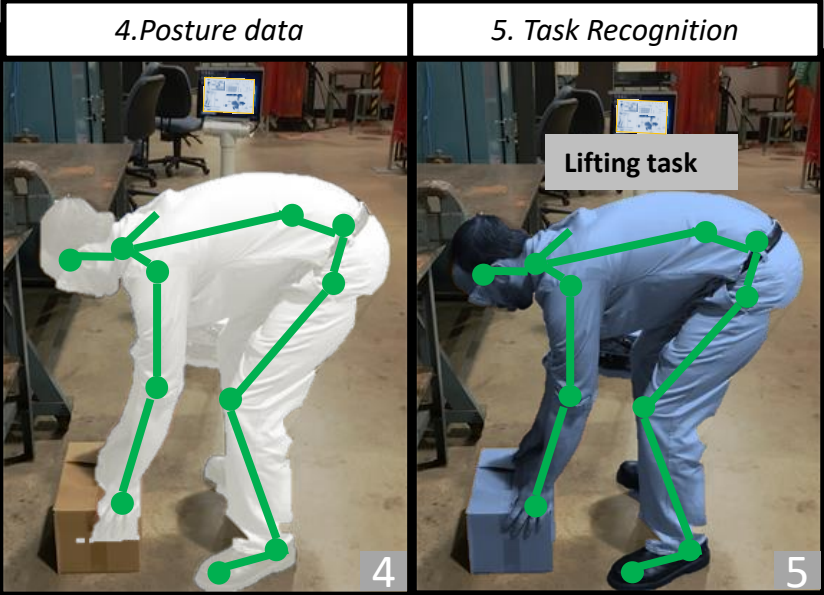 4.Posture data
5. Task Recognition
Lifting task
4
5